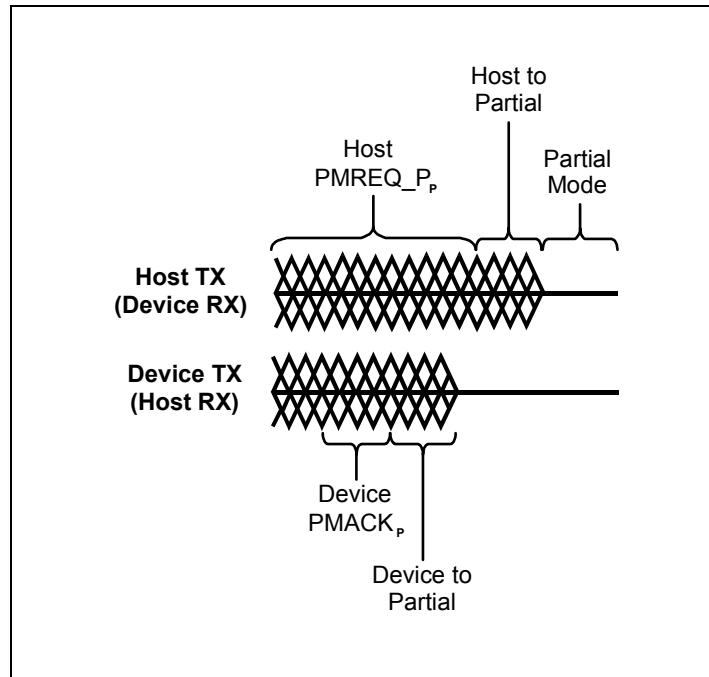 Host to
Partial
Host
PMREQ_Pₚ
Partial
Mode
Host TX
(Device RX)
Device TX
(Host RX)
Device
PMACKₚ
Device to
Partial